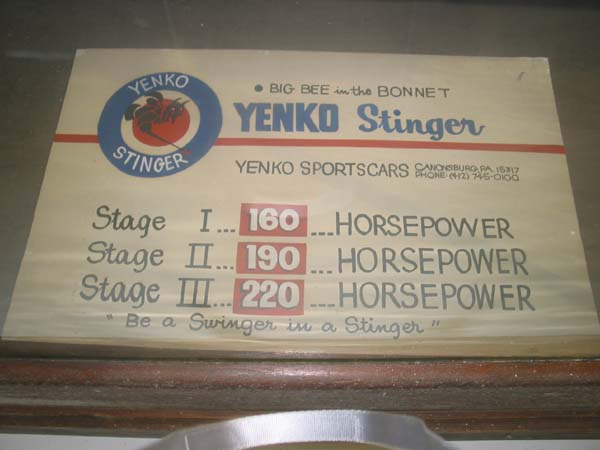 YENKO
STINGER
• BIG BEE in the BONNET
YENKO Stinger
YENKO SPORTSCARS CANONSBURG, PA. 15317
PHONE: (412) 745-0100
Stage I... 160 ...HORSEPOWER
Stage II... 190 ...HORSEPOWER
Stage III... 220 ...HORSEPOWER
"Be a Swinger in a Stinger"